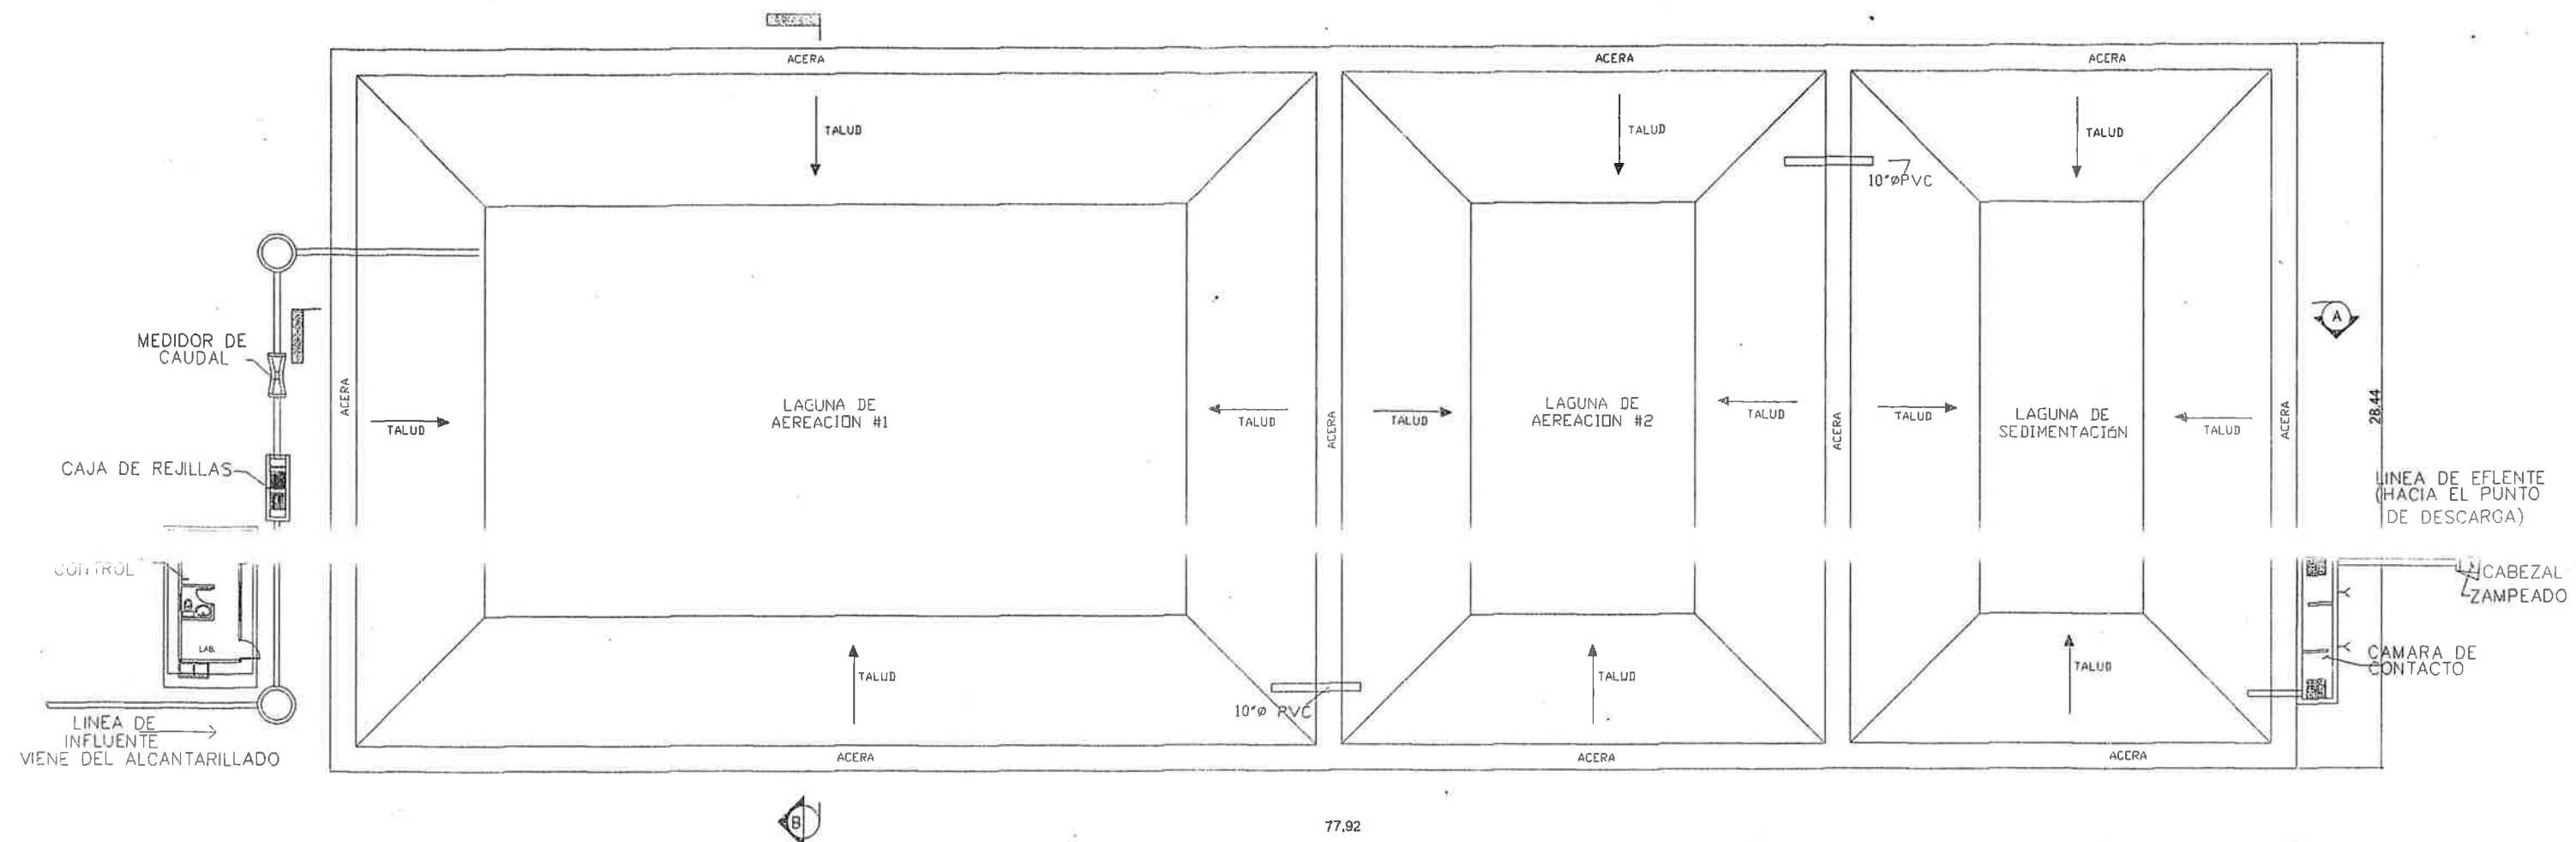 ACERA
ACERA
ACERA
TALUD
TALUD
TALUD
10"øPVC
10"ø PVC
MEDIDOR DE
CAUDAL
ACERA
TALUD
LAGUNA DE
AEREACION #1
TALUD
ACERA
TALUD
LAGUNA DE
AEREACION #2
TALUD
ACERA
TALUD
LAGUNA DE
SEDIMENTACIóN
TALUD
ACERA
A
28.44
CAJA DE REJILLAS
LINEA DE EFLENTE
(HACIA EL PUNTO
DE DESCARGA)
CONTROL
LAB.
CABEZAL
ZAMPEADO
CAMARA DE
CONTACTO
TALUD
TALUD
TALUD
LINEA DE
INFLUENTE
VIENE DEL ALCANTARILLADO
ACERA
ACERA
ACERA
B
77.92